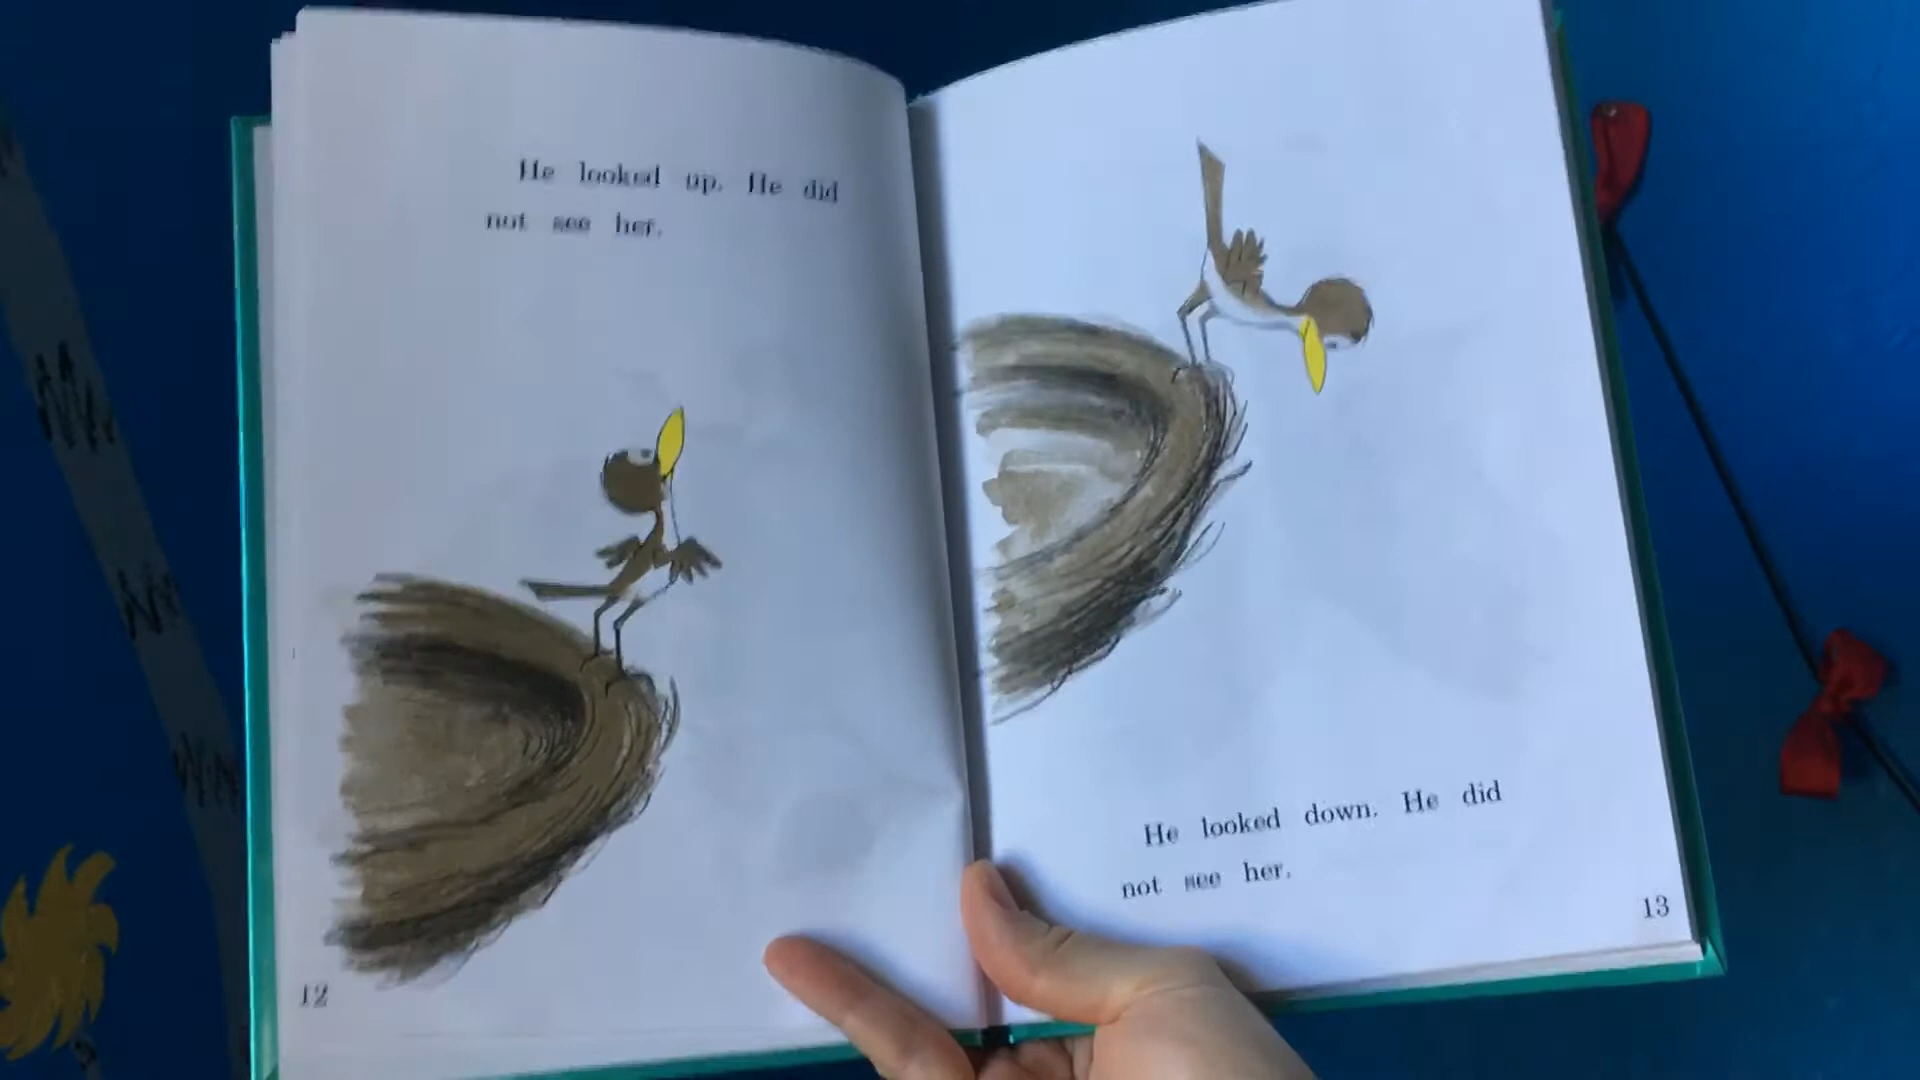 He looked up. He did
not see her.
12
He looked down. He did
not see her.
13